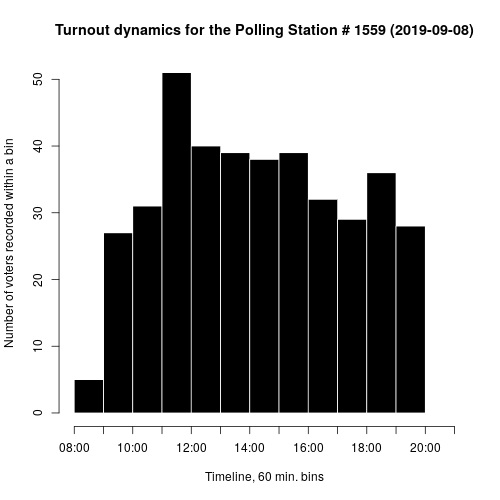 Turnout dynamics for the Polling Station # 1559 (2019-09-08)
Number of voters recorded within a bin
50
40
30
20
10
0
08:00 10:00 12:00 14:00 16:00 18:00 20:00
Timeline, 60 min. bins